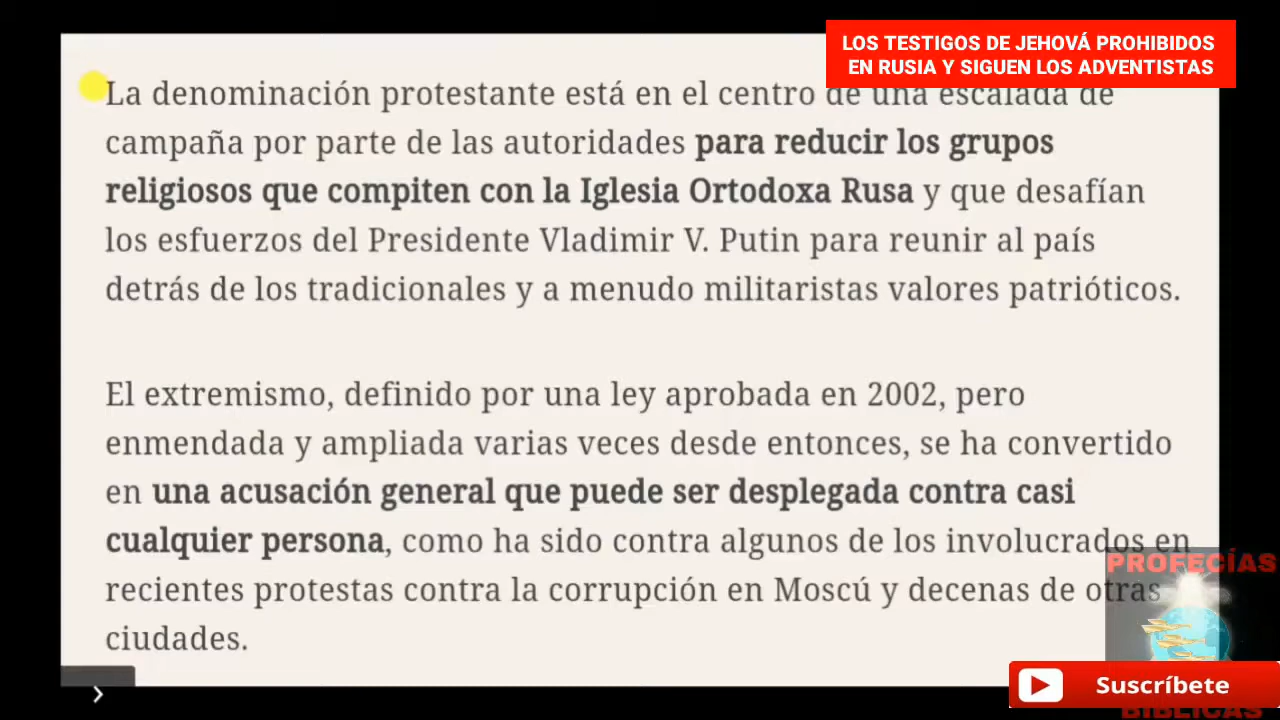 LOS TESTIGOS DE JEHOVÁ PROHIBIDOS
EN RUSIA Y SIGUEN LOS ADVENTISTAS
La denominación protestante está en el centro de una escalada de
campaña por parte de las autoridades para reducir los grupos
religiosos que compiten con la Iglesia Ortodoxa Rusa y que desafían
los esfuerzos del Presidente Vladimir V. Putin para reunir al país
detrás de los tradicionales y a menudo militaristas valores patrióticos.
El extremismo, definido por una ley aprobada en 2002, pero
enmendada y ampliada varias veces desde entonces, se ha convertido
en una acusación general que puede ser desplegada contra casi
cualquier persona, como ha sido contra algunos de los involucrados en
recientes protestas contra la corrupción en Moscú y decenas de otras
ciudades.
PROFECÍAS
Suscríbete
BÍBLICAS